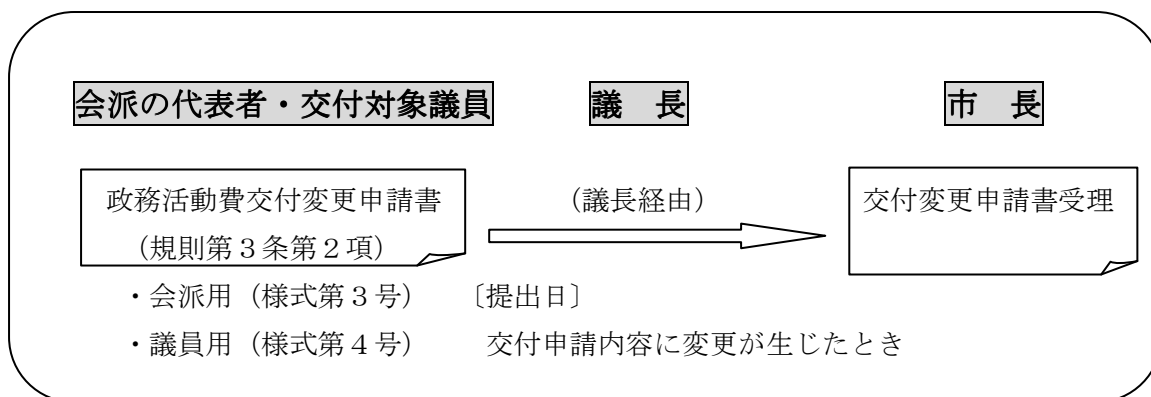 会派の代表者・交付対象議員　議　長　市　長
政務活動費交付変更申請書　（議長経由）　交付変更申請書受理
（規則第３条第２項）
・会派用（様式第３号）　〔提出日〕
・議員用（様式第４号）　交付申請内容に変更が生じたとき